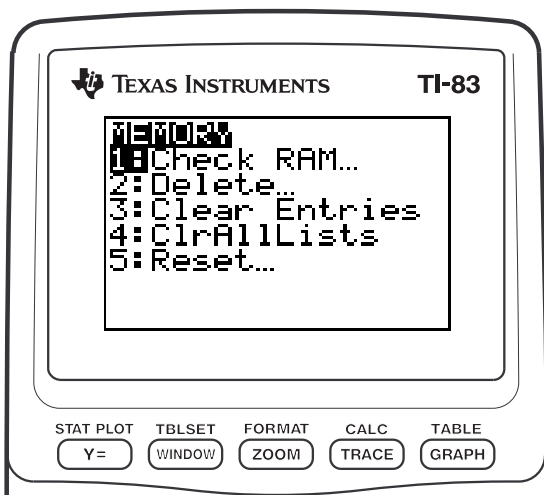 TEXAS INSTRUMENTS TI-83
MEMORY
1:Check RAM…
2:Delete…
3:Clear Entries
4:ClrAllLists
5:Reset…
STAT PLOT TBLSET FORMAT CALC TABLE
Y= WINDOW ZOOM TRACE GRAPH